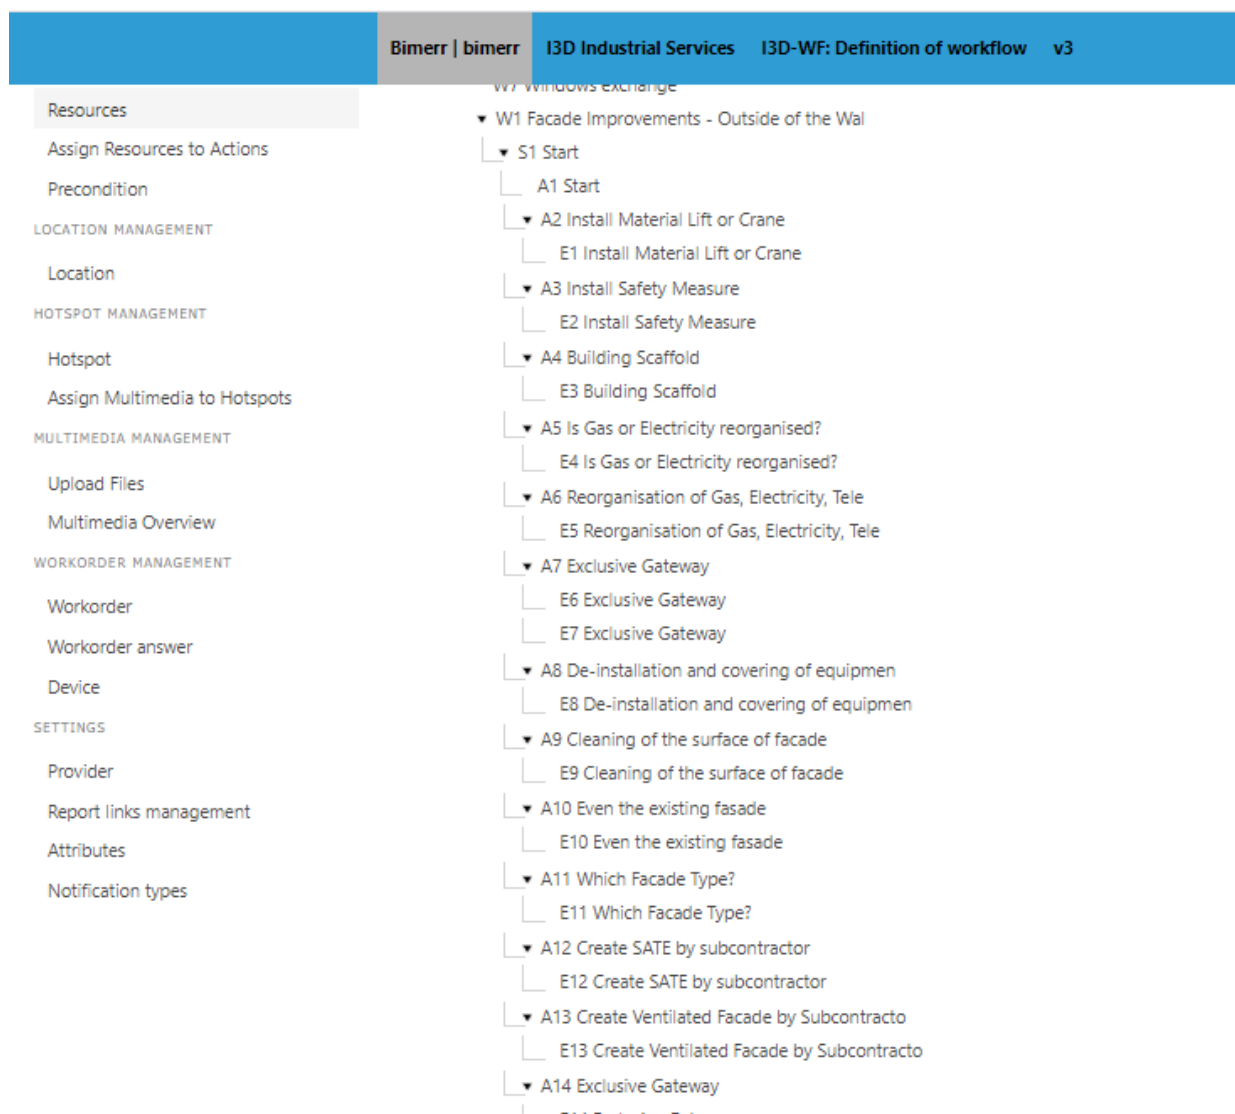 Bimerr | bimerr I3D Industrial Services I3D-WF: Definition of workflow v3
Resources
Assign Resources to Actions
Precondition
LOCATION MANAGEMENT
Location
HOTSPOT MANAGEMENT
Hotspot
Assign Multimedia to Hotspots
MULTIMEDIA MANAGEMENT
Upload Files
Multimedia Overview
WORKORDER MANAGEMENT
Workorder
Workorder answer
Device
SETTINGS
Provider
Report links management
Attributes
Notification types
W7 Windows exchange
W1 Facade Improvements - Outside of the Wal
S1 Start
A1 Start
A2 Install Material Lift or Crane
E1 Install Material Lift or Crane
A3 Install Safety Measure
E2 Install Safety Measure
A4 Building Scaffold
E3 Building Scaffold
A5 Is Gas or Electricity reorganised?
E4 Is Gas or Electricity reorganised?
A6 Reorganisation of Gas, Electricity, Tele
E5 Reorganisation of Gas, Electricity, Tele
A7 Exclusive Gateway
E6 Exclusive Gateway
E7 Exclusive Gateway
A8 De-installation and covering of equipmen
E8 De-installation and covering of equipmen
A9 Cleaning of the surface of facade
E9 Cleaning of the surface of facade
A10 Even the existing fasade
E10 Even the existing fasade
A11 Which Facade Type?
E11 Which Facade Type?
A12 Create SATE by subcontractor
E12 Create SATE by subcontractor
A13 Create Ventilated Facade by Subcontracto
E13 Create Ventilated Facade by Subcontracto
A14 Exclusive Gateway